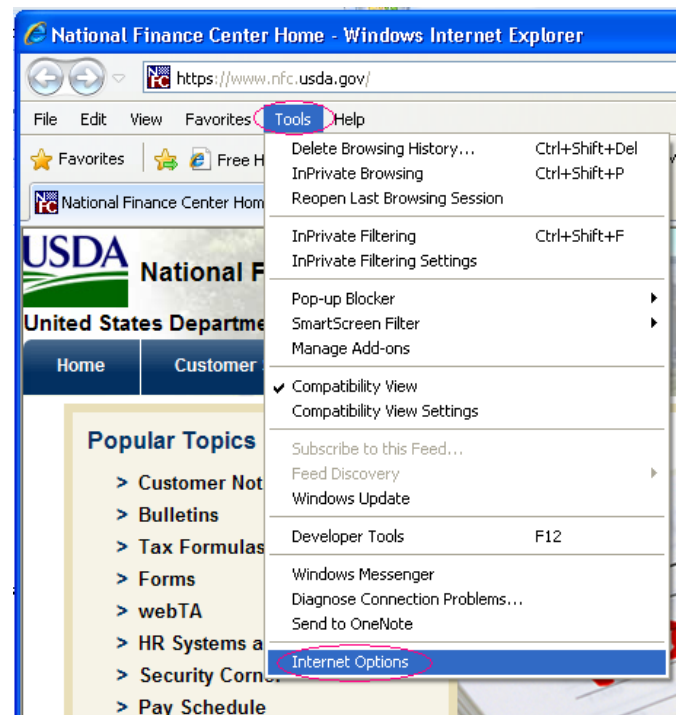 National Finance Center Home - Windows Internet Explorer
https://www.nfc.usda.gov/
File Edit View Favorites Tools Help
Favorites Free H
National Finance Center Hom
USDA
National F
United States Departme
Home Customer
Popular Topics
> Customer Not
> Bulletins
> Tax Formulas
> Forms
> webTA
> HR Systems a
> Security Corner
> Pay Schedule
Delete Browsing History... Ctrl+Shift+Del
InPrivate Browsing Ctrl+Shift+P
Reopen Last Browsing Session
InPrivate Filtering Ctrl+Shift+F
InPrivate Filtering Settings
Pop-up Blocker
SmartScreen Filter
Manage Add-ons
Compatibility View
Compatibility View Settings
Subscribe to this Feed...
Feed Discovery
Windows Update
Developer Tools F12
Windows Messenger
Diagnose Connection Problems...
Send to OneNote
Internet Options